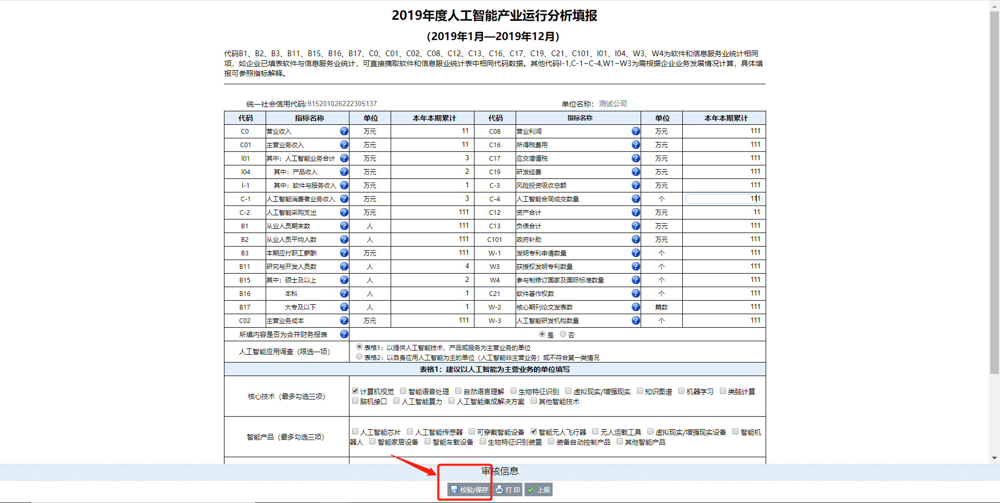 2019年度人工智能产业运行分析填报
(2019年1月—2019年12月)
代码B1、B2、B3、B11、B15、B16、B17、C0、C01、C02、C08、C12、C13、C16、C17、C19、C21、C101、I01、I04、W3、W4为软件和信息服务业统计相同
项，如企业已填表软件与信息服务业统计，可直接摘取软件和信息服业统计表中相同代码数据。其他代码I-1,C-1~C-4,W1~W3为需根据企业业务发展情况计算，具体填
报可参照指标解释。
统一社会信用代码:915201026222305137 单位名称： 测试公司
代码 指标名称 单位 本年本期累计 代码 指标名称 单位 本年本期累计
C0 营业收入 万元 11 C08 营业利润 万元 111
C01 主营业务收入 万元 11 C16 所得税费用 万元 111
I01 其中：人工智能业务合计 万元 3 C17 应交增值税 万元 111
I04 其中：产品收入 万元 2 C19 研发经费 万元 111
I-1 其中：软件与服务收入 万元 1 C-3 风险投资吸收总额 万元 111
C-1 人工智能消费者业务收入 万元 3 C-4 人工智能合同成交数量 个 111
C-2 人工智能采购支出 万元 111 C12 资产合计 万元 11
B1 从业人员期末数 人 111 C13 负债合计 万元 111
B2 从业人员平均人数 人 111 C101 政府补助 万元 111
B3 本期应付职工薪酬 万元 111 W-1 发明专利申请数量 个 111
B11 研究与开发人员数 人 4 W3 获授权发明专利数量 个 111
B15 其中：硕士及以上 人 2 W4 参与制修订国家及国际标准数量 个 111
B16 本科 人 1 C21 软件著作权数 个 111
B17 大专及以下 人 1 W-2 核心期刊论文发表数 篇数 111
C02 主营业务成本 万元 111 W-3 人工智能研发机构数量 个 111
所填内容是否为合并财务报表 是 否
人工智能应用调查（限选一项） 表格1：以提供人工智能技术、产品或服务为主营业务的单位
表格2：以自身应用人工智能为主的单位（人工智能非主营业务）或不符合第一类情况
表格1：建议以人工智能为主营业务的单位填写
核心技术（最多勾选三项） 计算机视觉 智能语音处理 自然语言理解 生物特征识别 虚拟现实/增强现实 知识图谱 机器学习 类脑计算
脑机接口 人工智能算力 人工智能集成解决方案 其他智能技术
智能产品（最多勾选三项） 人工智能芯片 人工智能传感器 可穿戴智能设备 智能无人飞行器 无人运载工具 虚拟现实/增强现实设备 智能机
器人 智能家居设备 智能车载设备 生物特征识别装置 装备自动控制产品 其他智能产品
审核信息
校验/保存 打 印 上报